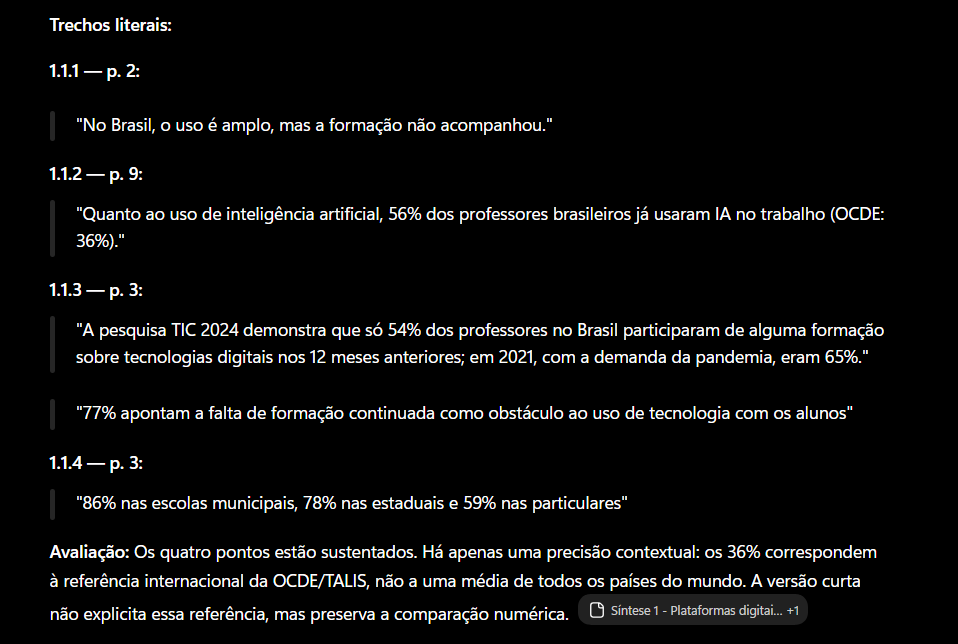 Trechos literais:
1.1.1 — p. 2:
"No Brasil, o uso é amplo, mas a formação não acompanhou."
1.1.2 — p. 9:
"Quanto ao uso de inteligência artificial, 56% dos professores brasileiros já usaram IA no trabalho (OCDE:
36%)."
1.1.3 — p. 3:
"A pesquisa TIC 2024 demonstra que só 54% dos professores no Brasil participaram de alguma formação
sobre tecnologias digitais nos 12 meses anteriores; em 2021, com a demanda da pandemia, eram 65%."
"77% apontam a falta de formação continuada como obstáculo ao uso de tecnologia com os alunos"
1.1.4 — p. 3:
"86% nas escolas municipais, 78% nas estaduais e 59% nas particulares"
Avaliação: Os quatro pontos estão sustentados. Há apenas uma precisão contextual: os 36% correspondem
à referência internacional da OCDE/TALIS, não a uma média de todos os países do mundo. A versão curta
não explicita essa referência, mas preserva a comparação numérica. Síntese 1 - Plataformas digitai... +1